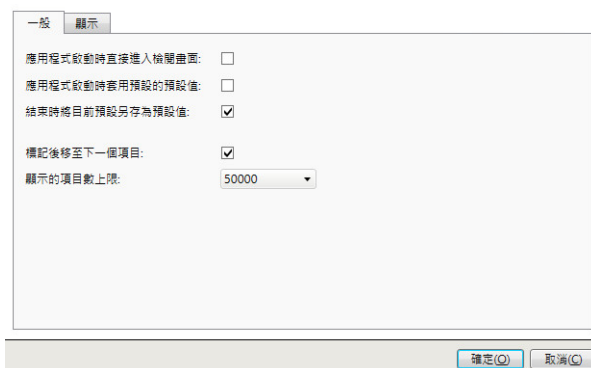 一般 顯示
應用程式啟動時直接進入檢閱畫面:
應用程式啟動時套用預設的預設值:
結束時將目前預設另存為預設值:
標記後移至下一個項目:
顯示的項目數上限: 50000
確定(O) 取消(C)